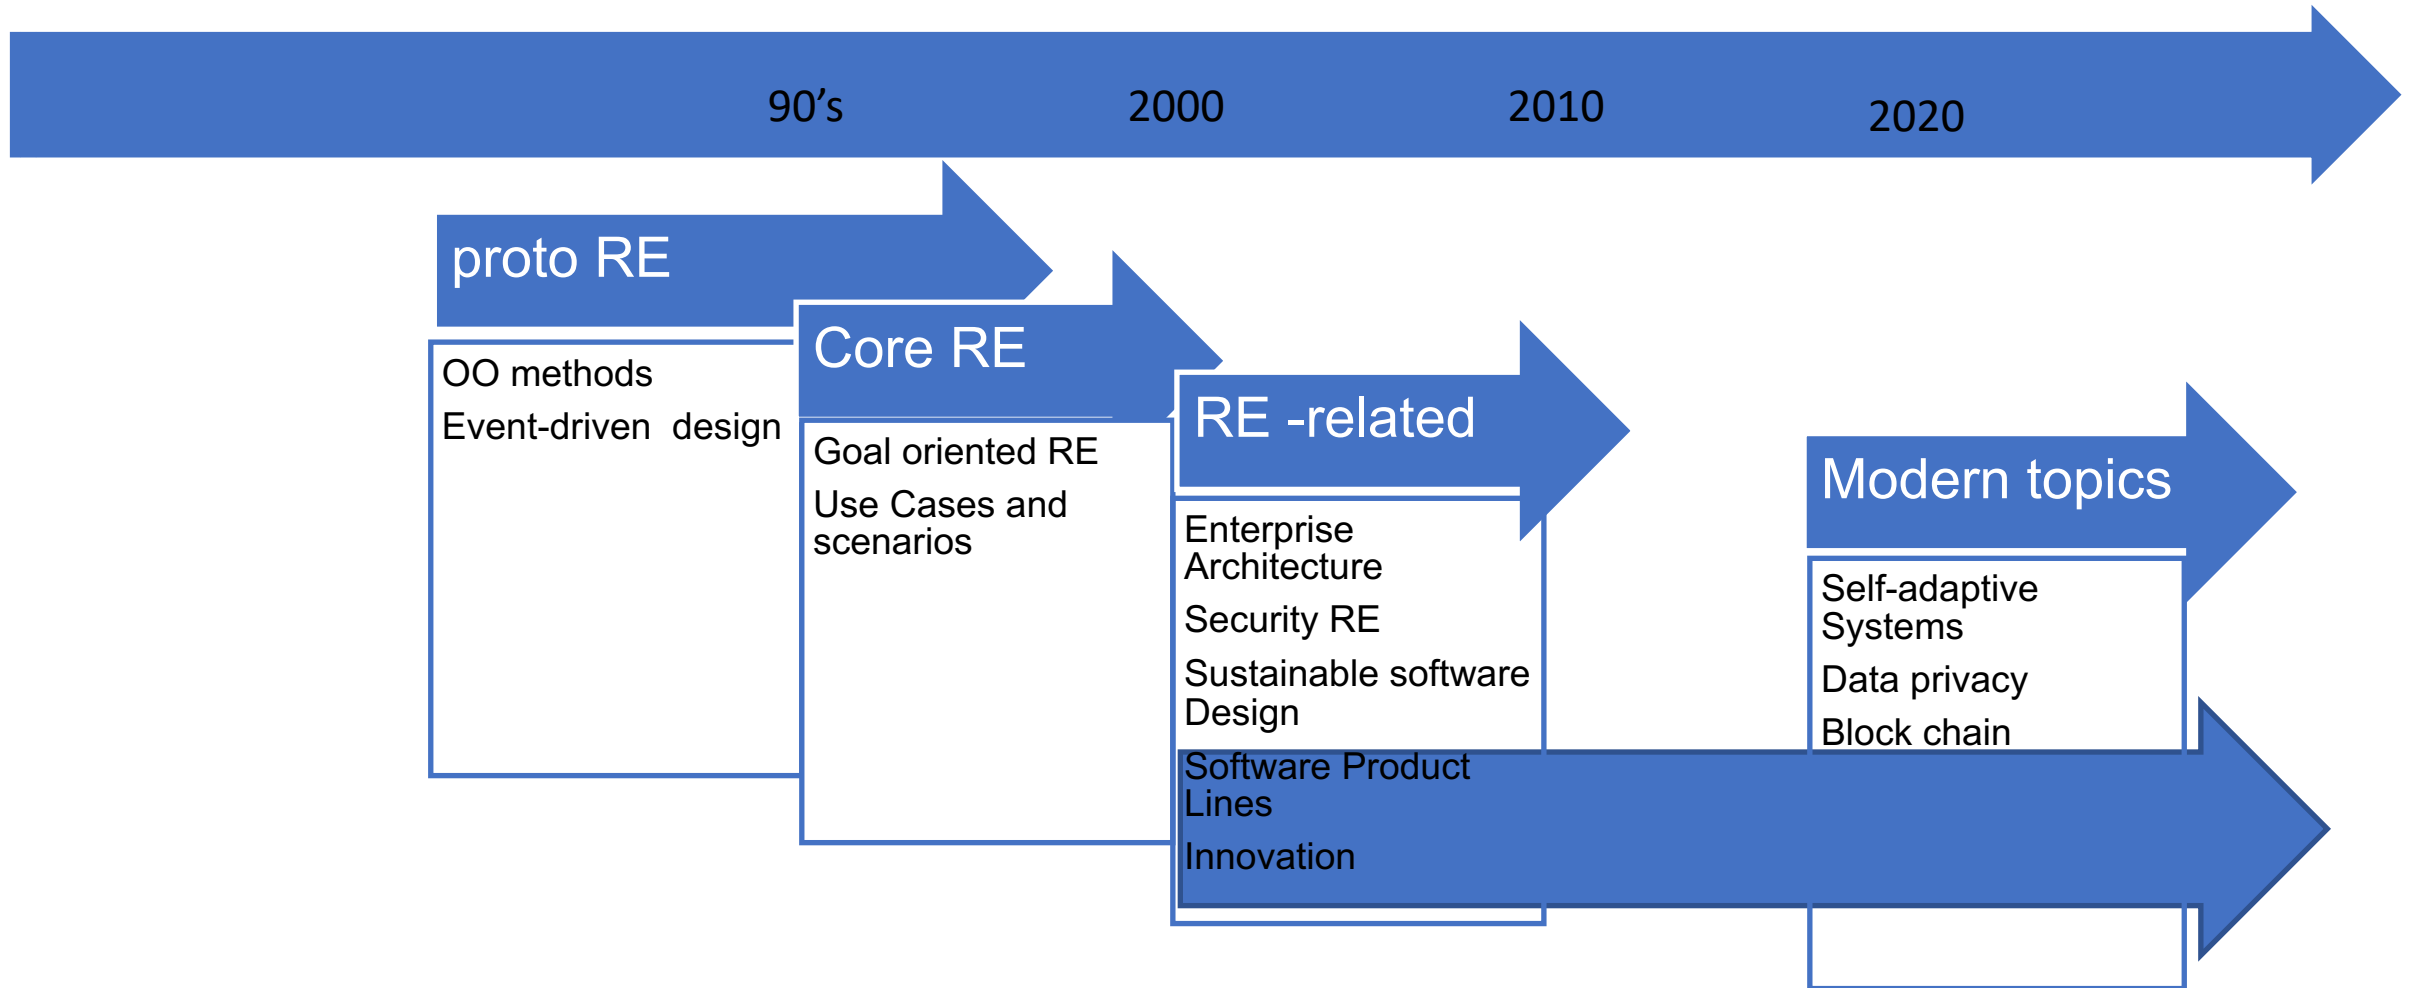 90’s
2000
2010
2020
proto RE
OO methods
Event-driven  design
Core RE
Goal oriented RE
Use Cases and
scenarios
RE -related
Enterprise
Architecture
Security RE
Sustainable software
Design
Software Product
Lines
Innovation
Modern topics
Self-adaptive
Systems
Data privacy
Block chain